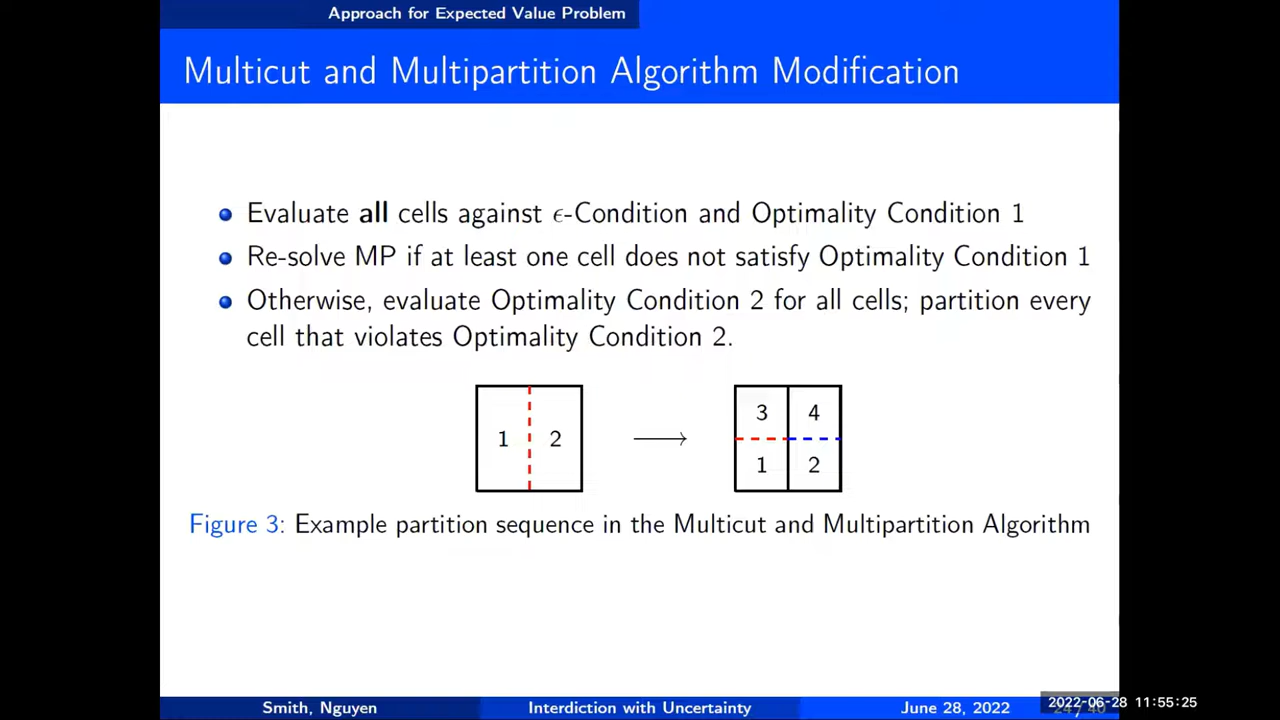 Approach for Expected Value Problem
Multicut and Multipartition Algorithm Modification
Evaluate all cells against ϵ-Condition and Optimality Condition 1
Re-solve MP if at least one cell does not satisfy Optimality Condition 1
Otherwise, evaluate Optimality Condition 2 for all cells; partition every
cell that violates Optimality Condition 2.
3 4
1 2
1 2
Figure 3: Example partition sequence in the Multicut and Multipartition Algorithm
Smith, Nguyen Interdiction with Uncertainty June 28, 2022
2022-06-28 11:55:25